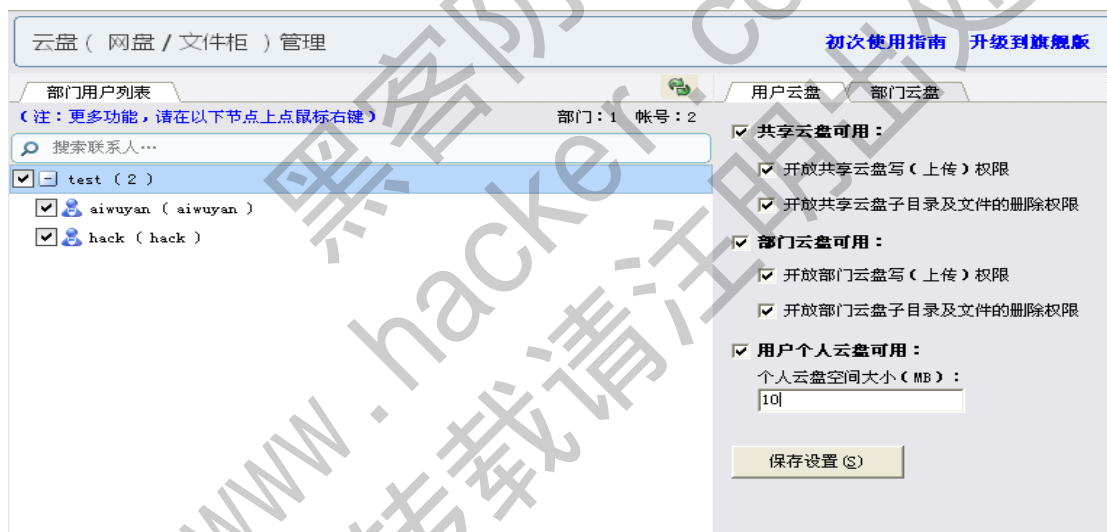 云盘（ 网盘 / 文件柜 ）管理
初次使用指南 升级到旗舰版
部门用户列表
（注：更多功能，请在以下节点上点鼠标右键）
部门：1 帐号：2
搜索联系人…
test （ 2 ）
aiwuyan （ aiwuyan ）
hack （ hack ）
用户云盘 部门云盘
共享云盘可用：
开放共享云盘写（上传）权限
开放共享云盘子目录及文件的删除权限
部门云盘可用：
开放部门云盘写（上传）权限
开放部门云盘子目录及文件的删除权限
用户个人云盘可用：
个人云盘空间大小（MB）：
10
保存设置(S)
黑客防
www.hacker.co
转载请注明出处